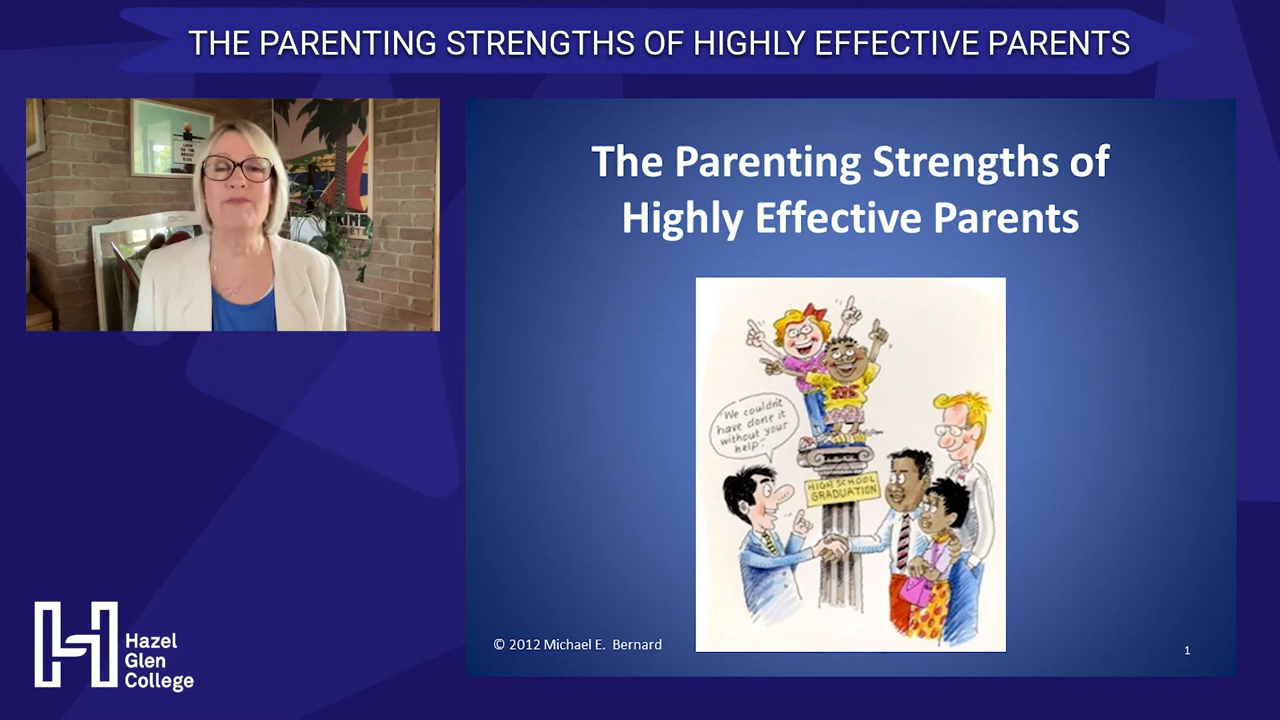 THE PARENTING STRENGTHS OF HIGHLY EFFECTIVE PARENTS
The Parenting Strengths of
Highly Effective Parents
"We couldn't
have done it
without your
help."
HIGH SCHOOL
GRADUATION
© 2012 Michael E. Bernard
1
Hazel
Glen
College